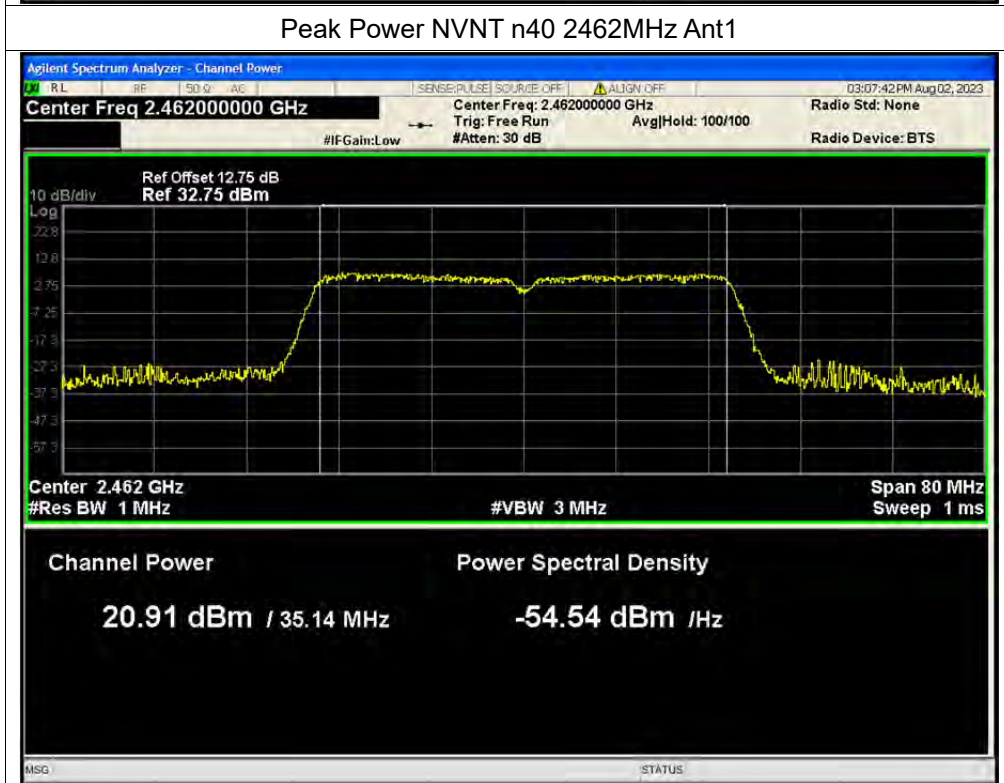 Peak Power NVNT n40 2462MHz Ant1
Agilent Spectrum Analyzer - Channel Power
RL RF 50 Ω AC SENSE:PULSE SOURCE OFF ALIGN OFF 03:07:42 PM Aug 02, 2023
Center Freq 2.462000000 GHz Center Freq: 2.462000000 GHz Radio Std: None
Trig: Free Run Avg|Hold: 100/100
#IFGain:Low #Atten: 30 dB Radio Device: BTS
Ref Offset 12.75 dB
10 dB/div Ref 32.75 dBm
Log
22.8
12.8
2.75
-7.25
-17.3
-27.3
-37.3
-47.3
-57.3
Center 2.462 GHz Span 80 MHz
#Res BW 1 MHz #VBW 3 MHz Sweep 1 ms
Channel Power Power Spectral Density
20.91 dBm / 35.14 MHz -54.54 dBm /Hz
MSG STATUS